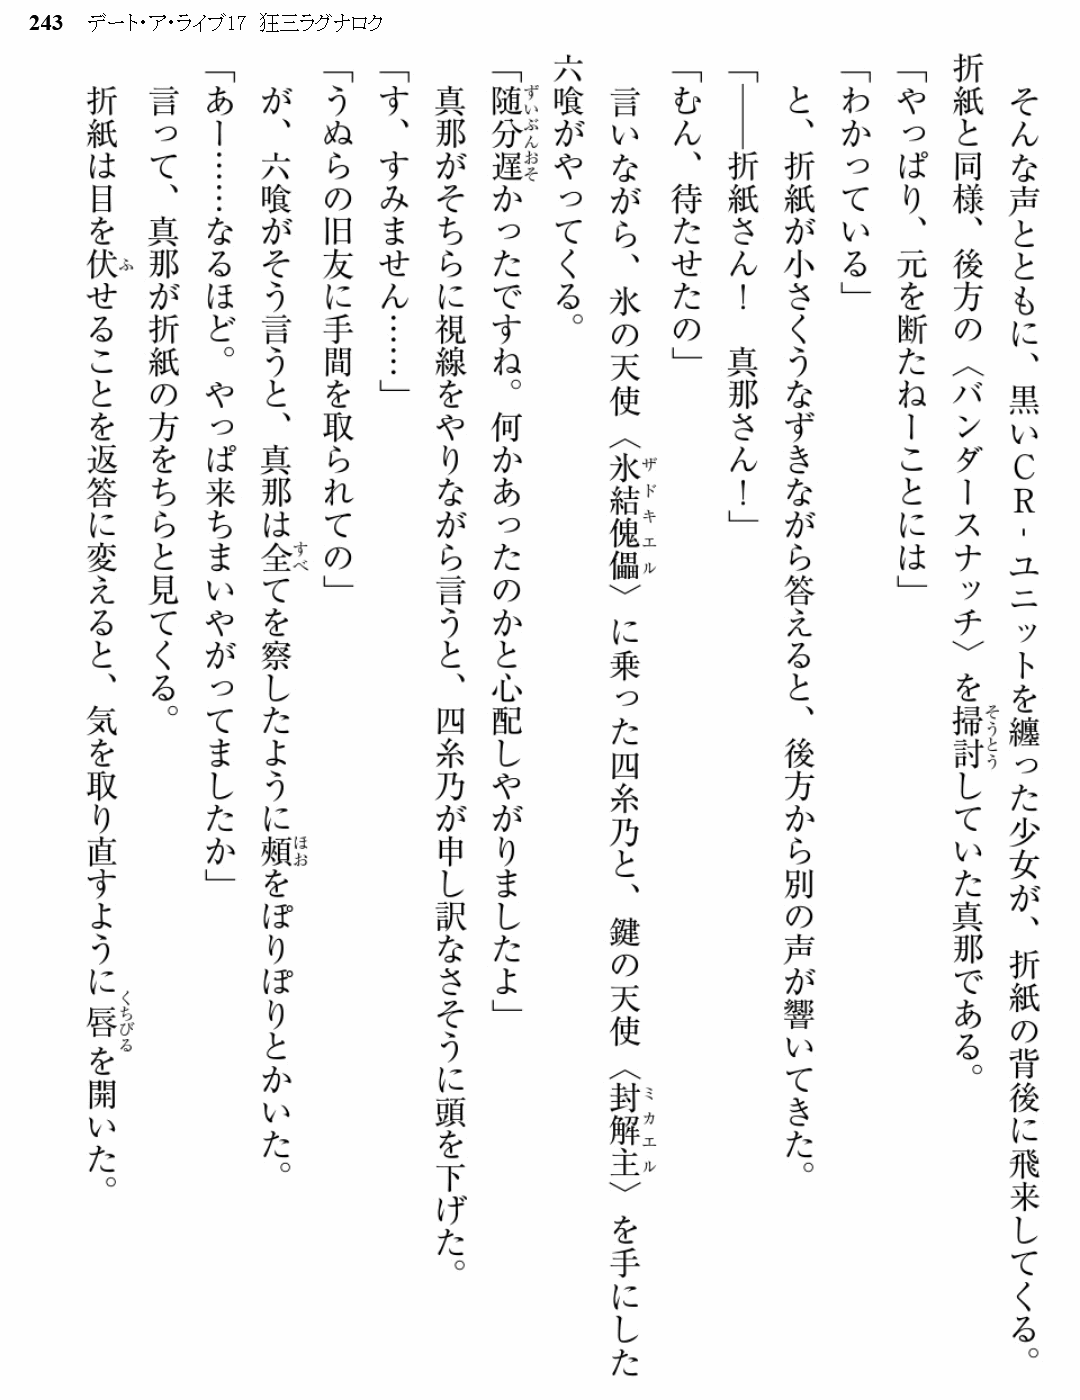 243 デート・ア・ライブ17 狂三ラグナロク
そんな声とともに、黒いCR-ユニットを纏った少女が、折紙の背後に飛来してくる。
折紙と同様、後方の〈バンダースナッチ〉を掃討していた真那である。
「やっぱり、元を断たねーことには」
「わかっている」
と、折紙が小さくうなずきながら答えると、後方から別の声が響いてきた。
「――折紙さん！　真那さん！」
「むん、待たせたの」
言いながら、氷の天使〈氷結傀儡〉に乗った四糸乃と、鍵の天使〈封解主〉を手にした
六喰がやってくる。
「随分遅かったですね。何かあったのかと心配しやがりましたよ」
真那がそちらに視線をやりながら言うと、四糸乃が申し訳なさそうに頭を下げた。
「す、すみません……」
「うぬらの旧友に手間を取られての」
が、六喰がそう言うと、真那は全てを察したように頰をぽりぽりとかいた。
「あー……なるほど。やっぱ来ちまいやがってましたか」
言って、真那が折紙の方をちらと見てくる。
折紙は目を伏せることを返答に変えると、気を取り直すように唇を開いた。